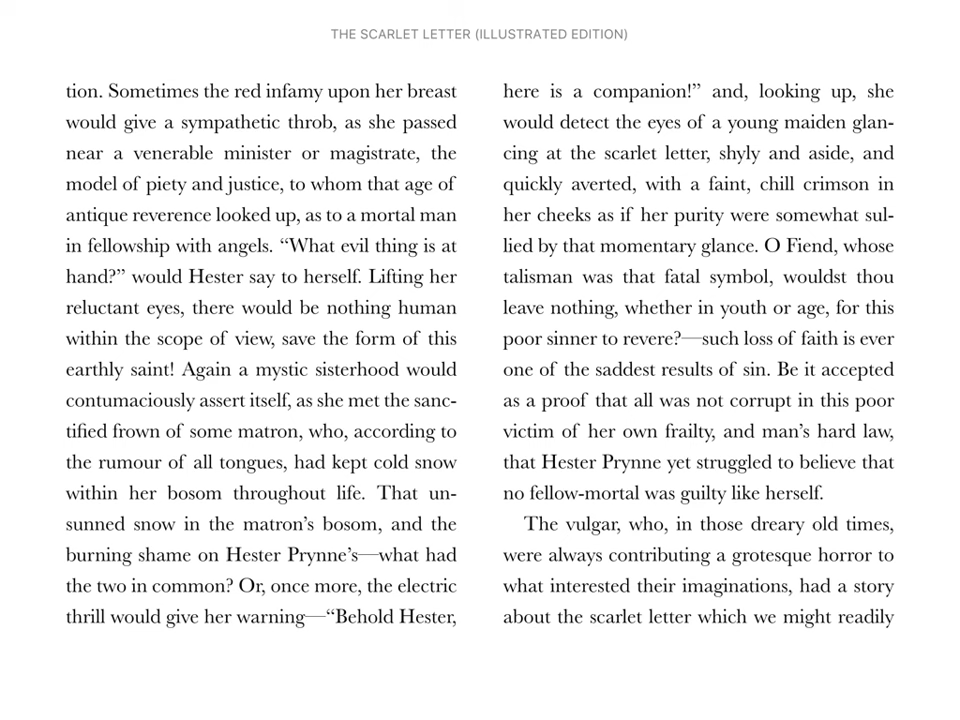 THE SCARLET LETTER (ILLUSTRATED EDITION)
tion. Sometimes the red infamy upon her breast
would give a sympathetic throb, as she passed
near a venerable minister or magistrate, the
model of piety and justice, to whom that age of
antique reverence looked up, as to a mortal man
in fellowship with angels. “What evil thing is at
hand?” would Hester say to herself. Lifting her
reluctant eyes, there would be nothing human
within the scope of view, save the form of this
earthly saint! Again a mystic sisterhood would
contumaciously assert itself, as she met the sanc-
tified frown of some matron, who, according to
the rumour of all tongues, had kept cold snow
within her bosom throughout life. That un-
sunned snow in the matron’s bosom, and the
burning shame on Hester Prynne’s—what had
the two in common? Or, once more, the electric
thrill would give her warning—“Behold Hester,
here is a companion!” and, looking up, she
would detect the eyes of a young maiden glan-
cing at the scarlet letter, shyly and aside, and
quickly averted, with a faint, chill crimson in
her cheeks as if her purity were somewhat sul-
lied by that momentary glance. O Fiend, whose
talisman was that fatal symbol, wouldst thou
leave nothing, whether in youth or age, for this
poor sinner to revere?—such loss of faith is ever
one of the saddest results of sin. Be it accepted
as a proof that all was not corrupt in this poor
victim of her own frailty, and man’s hard law,
that Hester Prynne yet struggled to believe that
no fellow-mortal was guilty like herself.
The vulgar, who, in those dreary old times,
were always contributing a grotesque horror to
what interested their imaginations, had a story
about the scarlet letter which we might readily